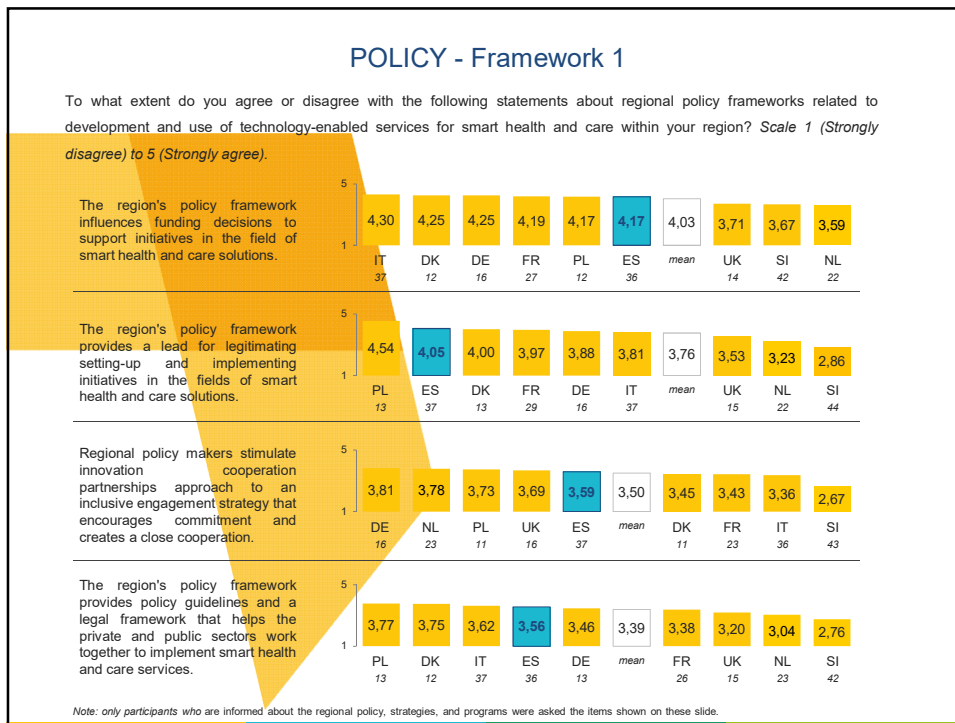 POLICY - Framework 1
To what extent do you agree or disagree with the following statements about regional policy frameworks related to
development and use of technology-enabled services for smart health and care within your region? Scale 1 (Strongly
disagree) to 5 (Strongly agree).
The region's policy framework
influences funding decisions to
support initiatives in the field of
smart health and care solutions.
5
1
4,30 4,25 4,25 4,19 4,17 4,17 4,03 3,71 3,67 3,59
IT DK DE FR PL ES mean UK SI NL
37 12 16 27 12 36 14 42 22
The region's policy framework
provides a lead for legitimating
setting-up and implementing
initiatives in the fields of smart
health and care solutions.
5
1
4,54 4,05 4,00 3,97 3,88 3,81 3,76 3,53 3,23 2,86
PL ES DK FR DE IT mean UK NL SI
13 37 13 29 16 37 15 22 44
Regional policy makers stimulate
innovation cooperation
partnerships approach to an
inclusive engagement strategy that
encourages commitment and
creates a close cooperation.
5
1
3,81 3,78 3,73 3,69 3,59 3,50 3,45 3,43 3,36 2,67
DE NL PL UK ES mean DK FR IT SI
16 23 11 16 37 11 23 36 43
The region's policy framework
provides policy guidelines and a
legal framework that helps the
private and public sectors work
together to implement smart health
and care services.
5
1
3,77 3,75 3,62 3,56 3,46 3,39 3,38 3,20 3,04 2,76
PL DK IT ES DE mean FR UK NL SI
13 12 37 36 13 26 15 23 42
Note: only participants who are informed about the regional policy, strategies, and programs were asked the items shown on these slide.